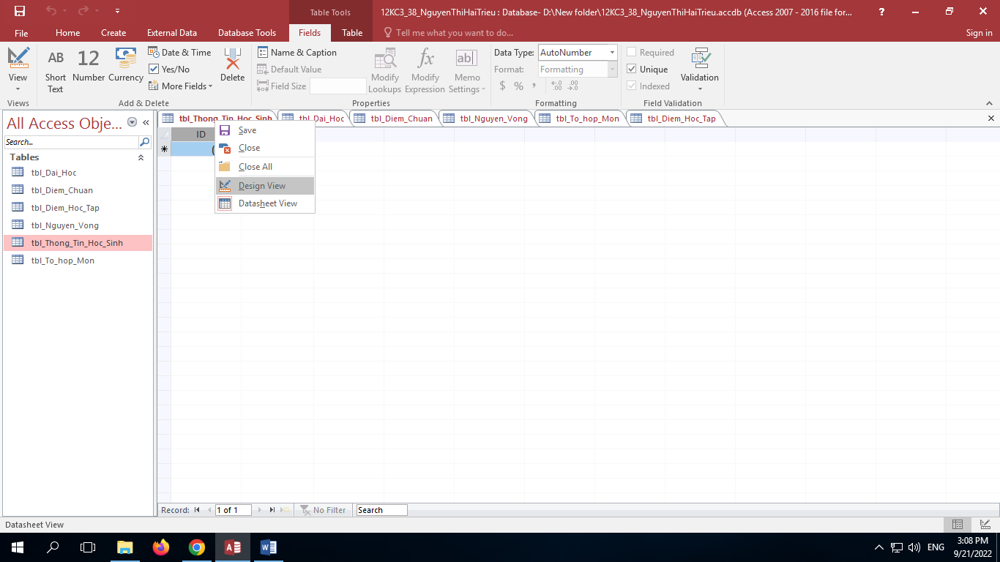 Table Tools
12KC3_38_NguyenThiHaiTrieu : Database- D:\New folder\12KC3_38_NguyenThiHaiTrieu.accdb (Access 2007 - 2016 file for...
?
File Home Create External Data Database Tools Fields Table Tell me what you want to do... Sign in
View
Views
AB
Short
Text
12
Number
Currency
Date & Time
Yes/No
More Fields
Delete
Add & Delete
Name & Caption
Default Value
Field Size
Modify
Lookups
fx
Modify
Expression
ab
Memo
Settings
Properties
Data Type: AutoNumber
Format: Formatting
$ % , ←.0 .00 .00 →.0
Formatting
Required
Unique
Indexed
Validation
Field Validation
All Access Obje...
Search...
Tables
tbl_Dai_Hoc
tbl_Diem_Chuan
tbl_Diem_Hoc_Tap
tbl_Nguyen_Vong
tbl_Thong_Tin_Hoc_Sinh
tbl_To_hop_Mon
tbl_Thong_Tin_Hoc_Sinh tbl_Dai_Hoc tbl_Diem_Chuan tbl_Nguyen_Vong tbl_To_hop_Mon tbl_Diem_Hoc_Tap
ID
(
Save
Close
Close All
Design View
Datasheet View
Record: 1 of 1 No Filter Search
Datasheet View
ENG
3:08 PM
9/21/2022